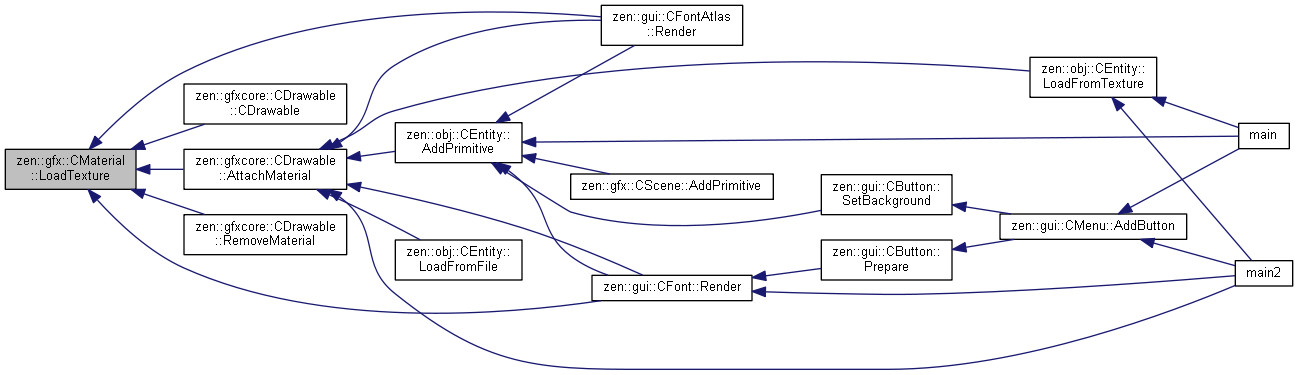 zen::gui::CFontAtlas
::Render
zen::obj::CEntity::
LoadFromTexture
zen::gfxcore::CDrawable
::CDrawable
zen::obj::CEntity::
AddPrimitive
main
zen::gfx::CMaterial
::LoadTexture
zen::gfxcore::CDrawable
::AttachMaterial
zen::gfx::CScene::AddPrimitive
zen::gui::CButton::
SetBackground
zen::gfxcore::CDrawable
::RemoveMaterial
zen::gui::CMenu::AddButton
zen::obj::CEntity::
LoadFromFile
zen::gui::CButton::
Prepare
zen::gui::CFont::Render
main2